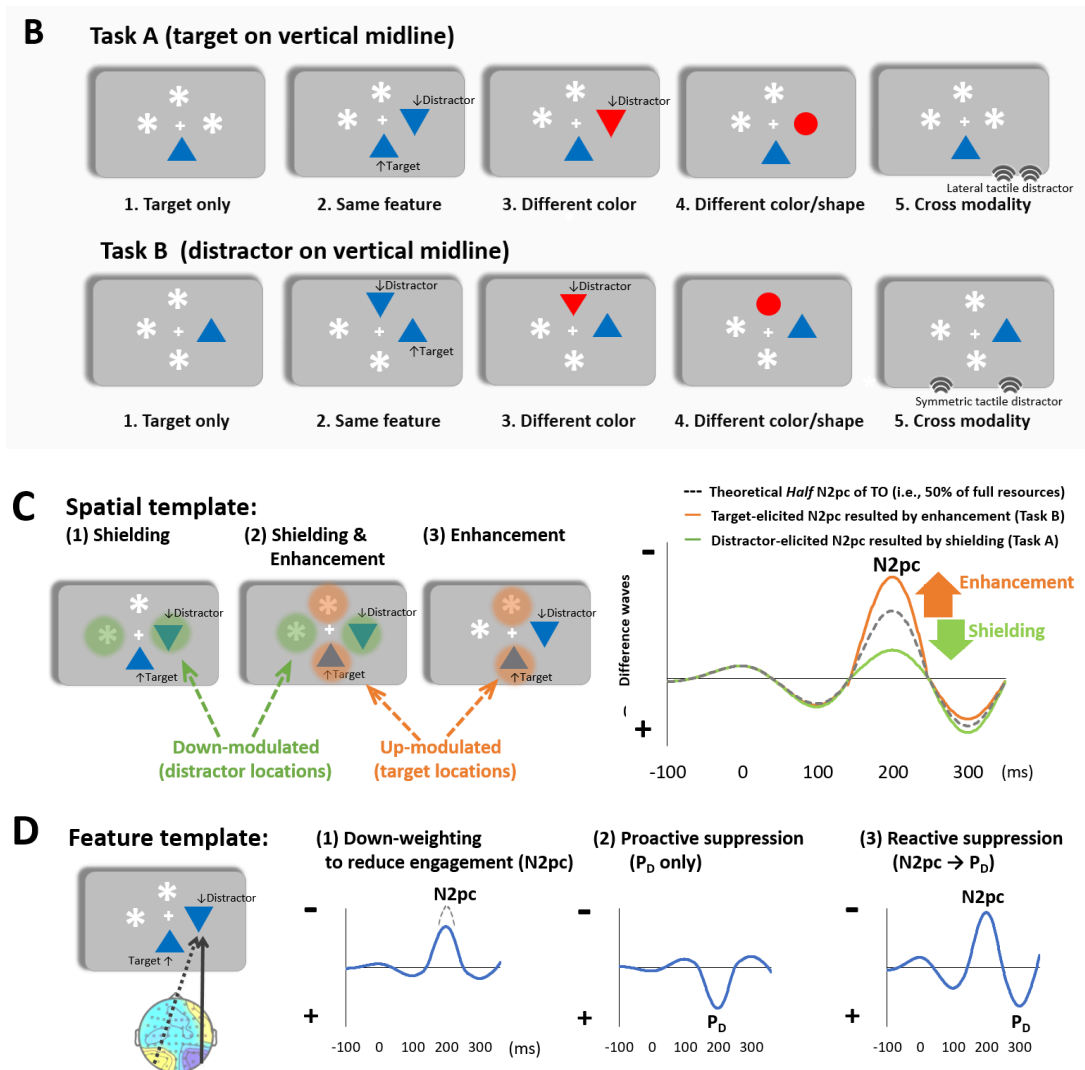 B
Task A (target on vertical midline)
↓Distractor
↓Distractor
↑Target
Lateral tactile distractor
1. Target only
2. Same feature
3. Different color
4. Different color/shape
5. Cross modality
Task B (distractor on vertical midline)
↓Distractor
↓Distractor
↑Target
Symmetric tactile distractor
1. Target only
2. Same feature
3. Different color
4. Different color/shape
5. Cross modality
C
Spatial template:
(1) Shielding
(2) Shielding &
Enhancement
(3) Enhancement
↓Distractor
↑Target
↓Distractor
↑Target
↓Distractor
↑Target
Down-modulated
(distractor locations)
Up-modulated
(target locations)
Theoretical Half N2pc of TO (i.e., 50% of full resources)
Target-elicited N2pc resulted by enhancement (Task B)
Distractor-elicited N2pc resulted by shielding (Task A)
-
N2pc
Enhancement
Shielding
Difference waves
+
-100 0 100 200 300 (ms)
D
Feature template:
↓Distractor
Target ↑
(1) Down-weighting
to reduce engagement (N2pc)
-
N2pc
+
-100 0 100 200 300 (ms)
(2) Proactive suppression
(PD only)
-
PD
+
-100 0 100 200 300
(3) Reactive suppression
(N2pc → PD)
-
N2pc
PD
+
-100 0 100 200 300